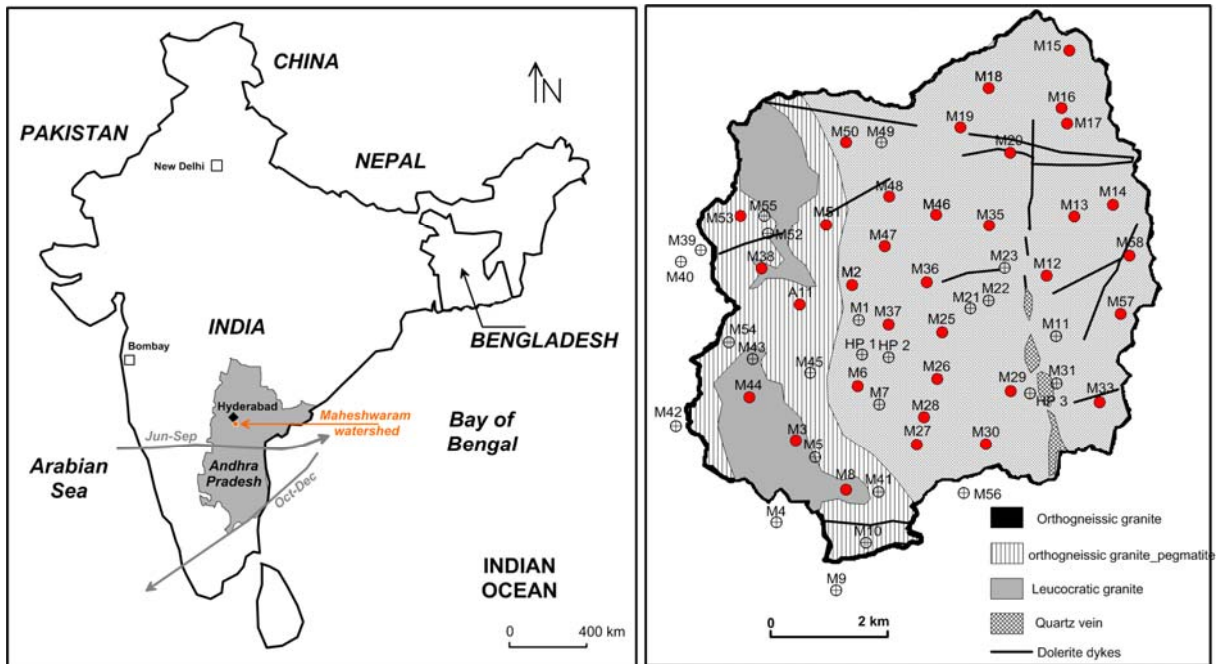 CHINA
N
PAKISTAN
NEPAL
New Delhi
INDIA
BENGLADESH
Bombay
Hyderabad
Maheshwaram
watershed
Bay of
Bengal
Jun-Sep
Arabian
Sea
Andhra
Pradesh
Oct-Dec
INDIAN
OCEAN
0 400 km
M15
M18
M16
M19
M17
M50 M49
M20
M48
M14
M53 M55
M51
M46
M35
M13
M52
M39
M47
M58
M40
M38
M23
M2
M36
M12
A11
M22
M21
M1
M37
M57
M25
M11
M54
M43
HP 1 HP 2
M45
M26
M31
M44
M6
M29
M33
M7
HP 3
M42
M28
M3
M5
M27
M30
M8
M41
M56
M4
M10
M9
Orthogneissic granite
orthogneissic granite_pegmatite
Leucocratic granite
Quartz vein
Dolerite dykes
0 2 km